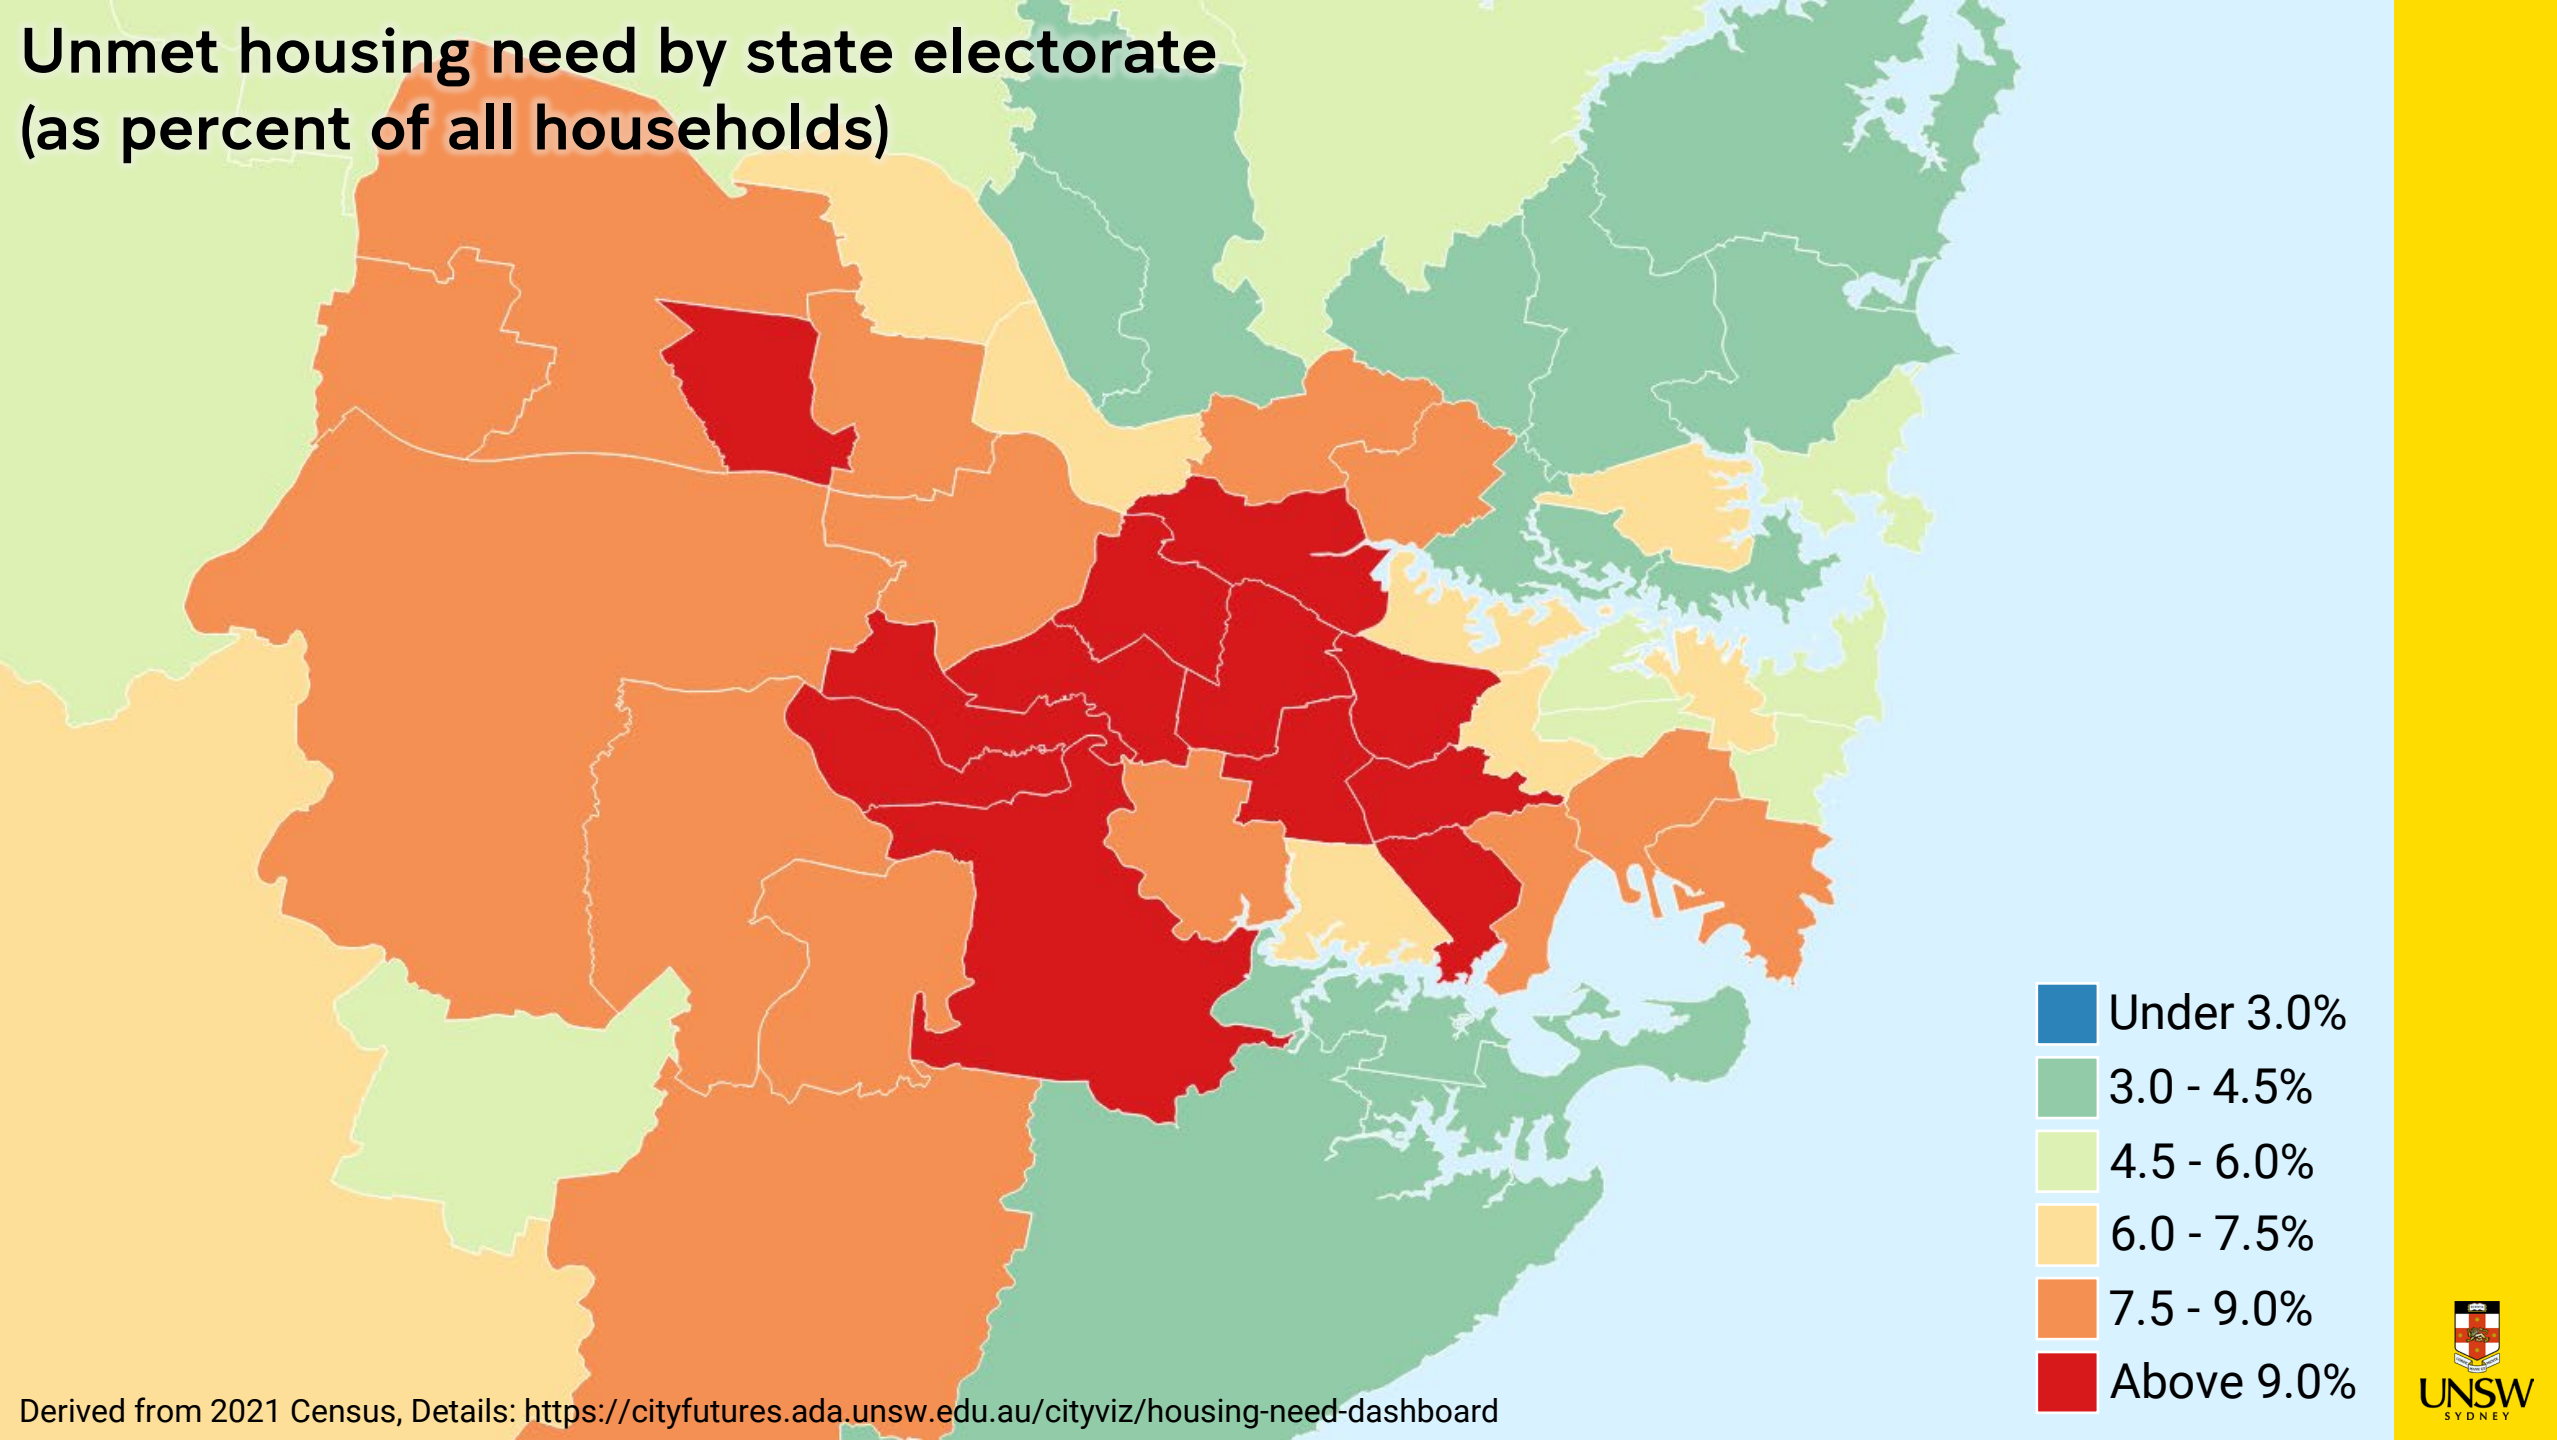 Unmet housing need by state electorate
(as percent of all households)
Under 3.0%
3.0 - 4.5%
4.5 - 6.0%
6.0 - 7.5%
7.5 - 9.0%
Above 9.0%
Derived from 2021 Census, Details: https://cityfutures.ada.unsw.edu.au/cityviz/housing-need-dashboard
UNSW
SYDNEY